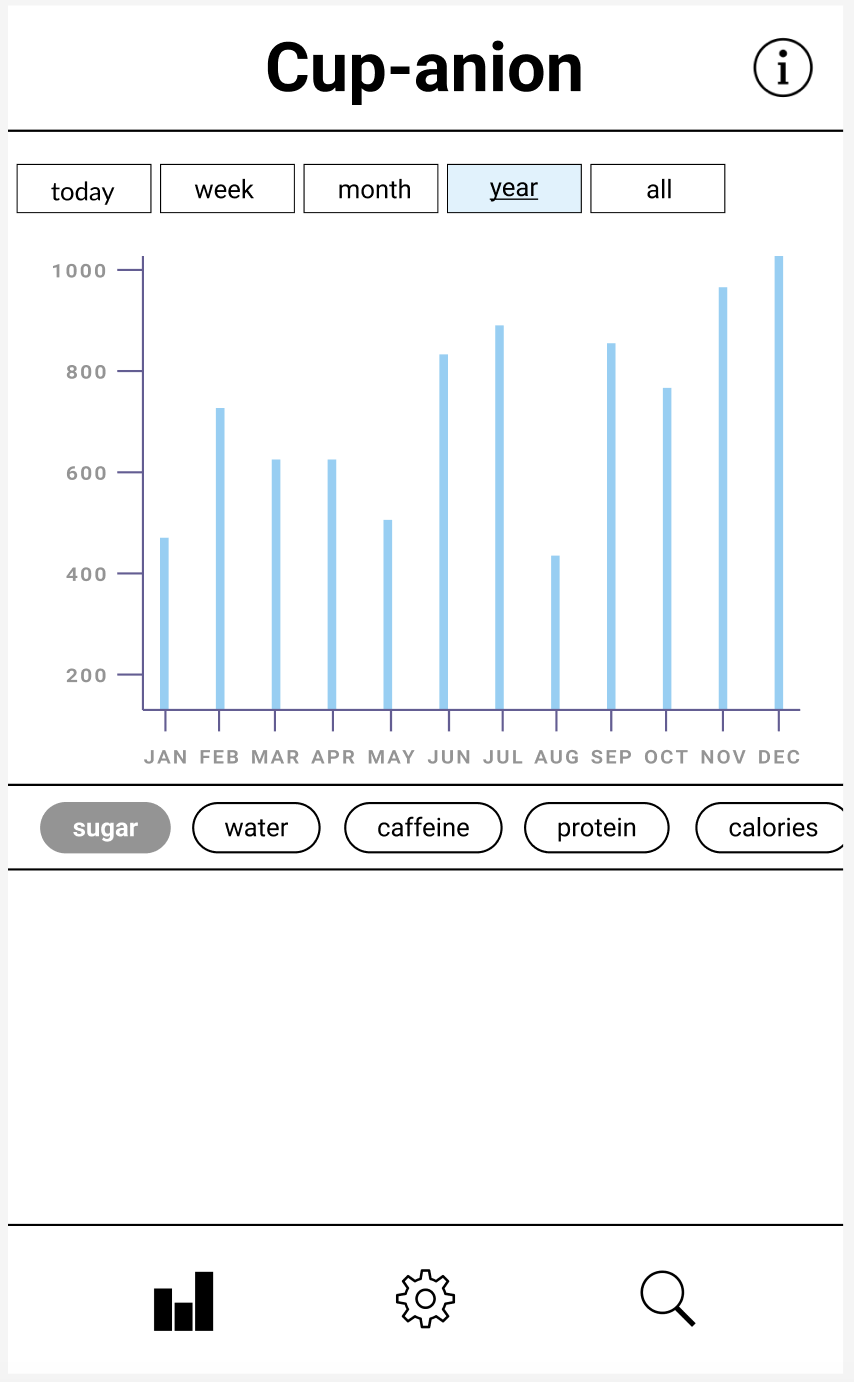 Cup-anion
i
today week month year all
1000
800
600
400
200
JAN FEB MAR APR MAY JUN JUL AUG SEP OCT NOV DEC
sugar water caffeine protein calories